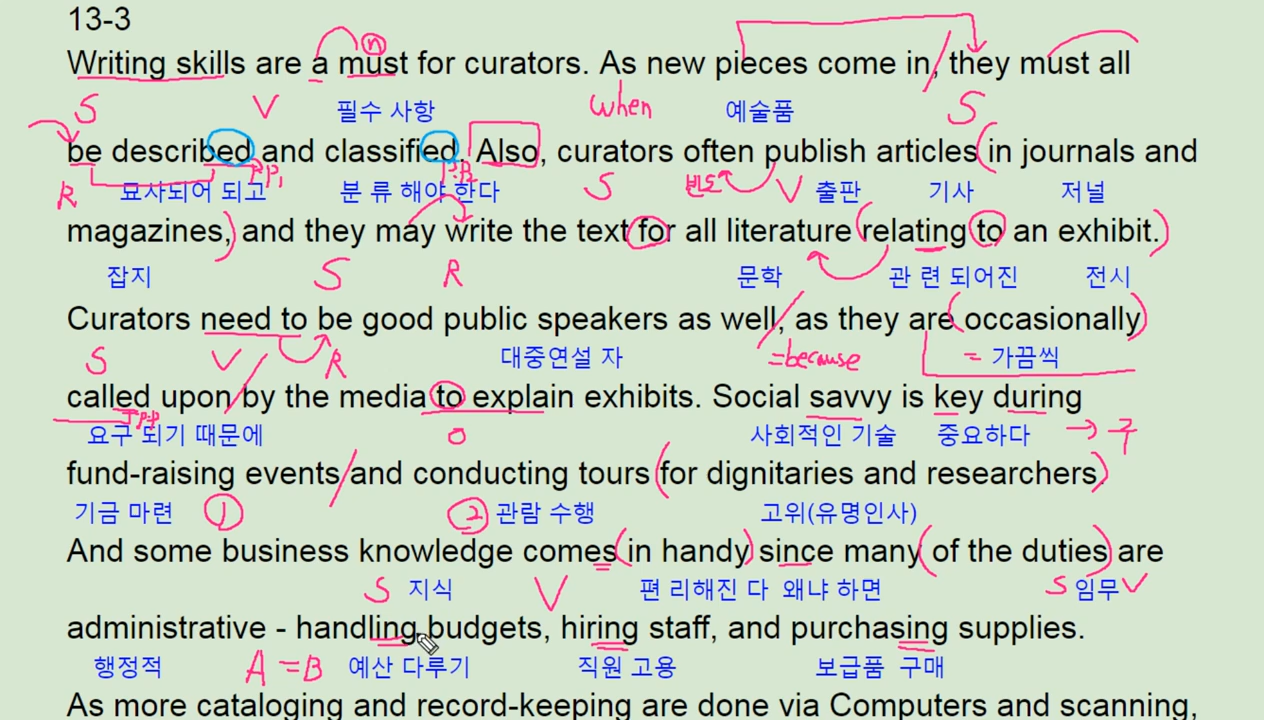 13-3
Writing skills are a must for curators. As new pieces come in, they must all
n
S V 필수 사항 when 예술품 S
be described and classified. Also, curators often publish articles in journals and
R 묘사되어 되고 P.P1 분 류 해야 한다 P.P2 S 빈도 V 출판 기사 저널
magazines, and they may write the text for all literature relating to an exhibit.
잡지 S R 문학 관 련 되어진 전시
Curators need to be good public speakers as well, as they are occasionally
S V R 대중연설 자 =because = 가끔씩
called upon by the media to explain exhibits. Social savvy is key during
요구 되기 때문에 P.P 사회적인 기술 중요하다 → 주
fund-raising events and conducting tours for dignitaries and researchers.
기금 마련 1 2 관람 수행 고위(유명인사)
And some business knowledge comes in handy since many of the duties are
S 지식 V 편 리해진 다 왜냐 하면 S 임무 V
administrative - handling budgets, hiring staff, and purchasing supplies.
행정적 A = B 예산 다루기 직원 고용 보급품 구매
As more cataloging and record-keeping are done via Computers and scanning,